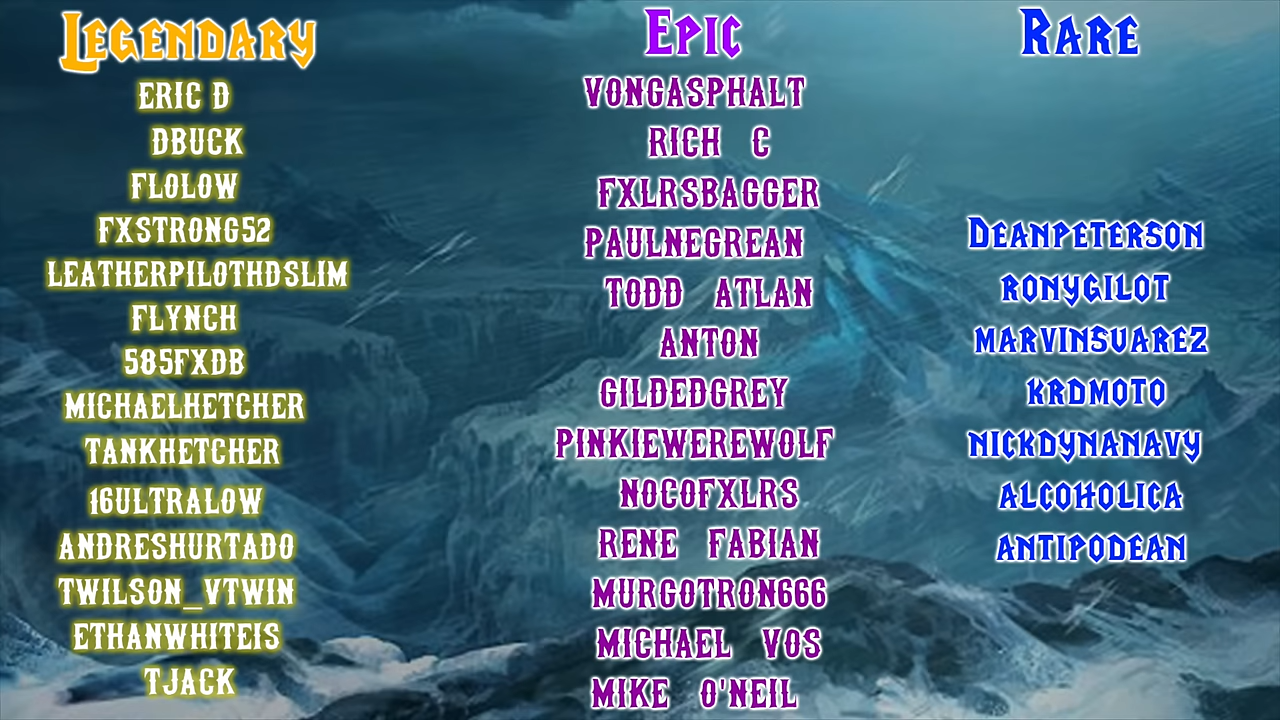 Legendary
ERIC D
DBUCK
FLOLOW
FXSTRONG52
LEATHERPILOTHDSLIM
FLYNCH
585FXDB
MICHAELHETCHER
TANKHETCHER
16ULTRALOW
ANDRESHURTADO
TWILSON_VTWIN
ETHANWHITEIS
TJACK
Epic
VONGASPHALT
RICH C
FXLRSBAGGER
PAULNEGREAN
TODD ATLAN
ANTON
GILDEDGREY
PINKIEWEREWOLF
NOCOFXLRS
RENE FABIAN
MURGOTRON666
MICHAEL VOS
MIKE O'NEIL
Rare
Deanpeterson
RONYGILOT
MARVINSUAREZ
KRDMOTO
NICKDYNANAVY
ALCOHOLICA
ANTIPODEAN